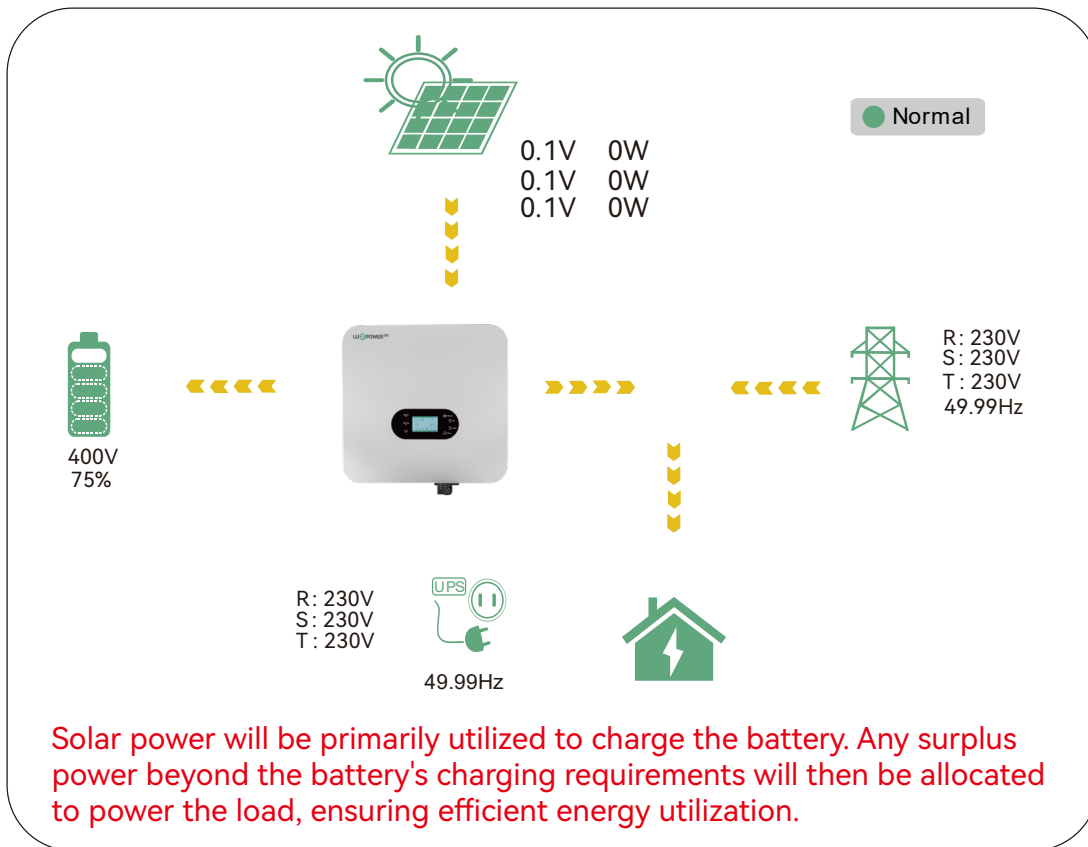 Normal
0.1V 0W
0.1V 0W
0.1V 0W
LUXPOWER
R: 230V
S: 230V
T: 230V
49.99Hz
400V
75%
UPS
R: 230V
S: 230V
T: 230V
49.99Hz
Solar power will be primarily utilized to charge the battery. Any surplus
power beyond the battery's charging requirements will then be allocated
to power the load, ensuring efficient energy utilization.